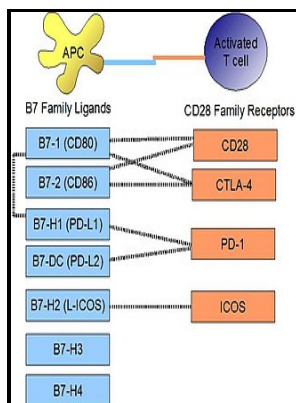 APC
Activated
T cell
B7 Family Ligands
CD28 Family Receptors
B7-1 (CD80)
CD28
B7-2 (CD86)
CTLA-4
B7-H1 (PD-L1)
PD-1
B7-DC (PD-L2)
B7-H2 (L-ICOS)
ICOS
B7-H3
B7-H4